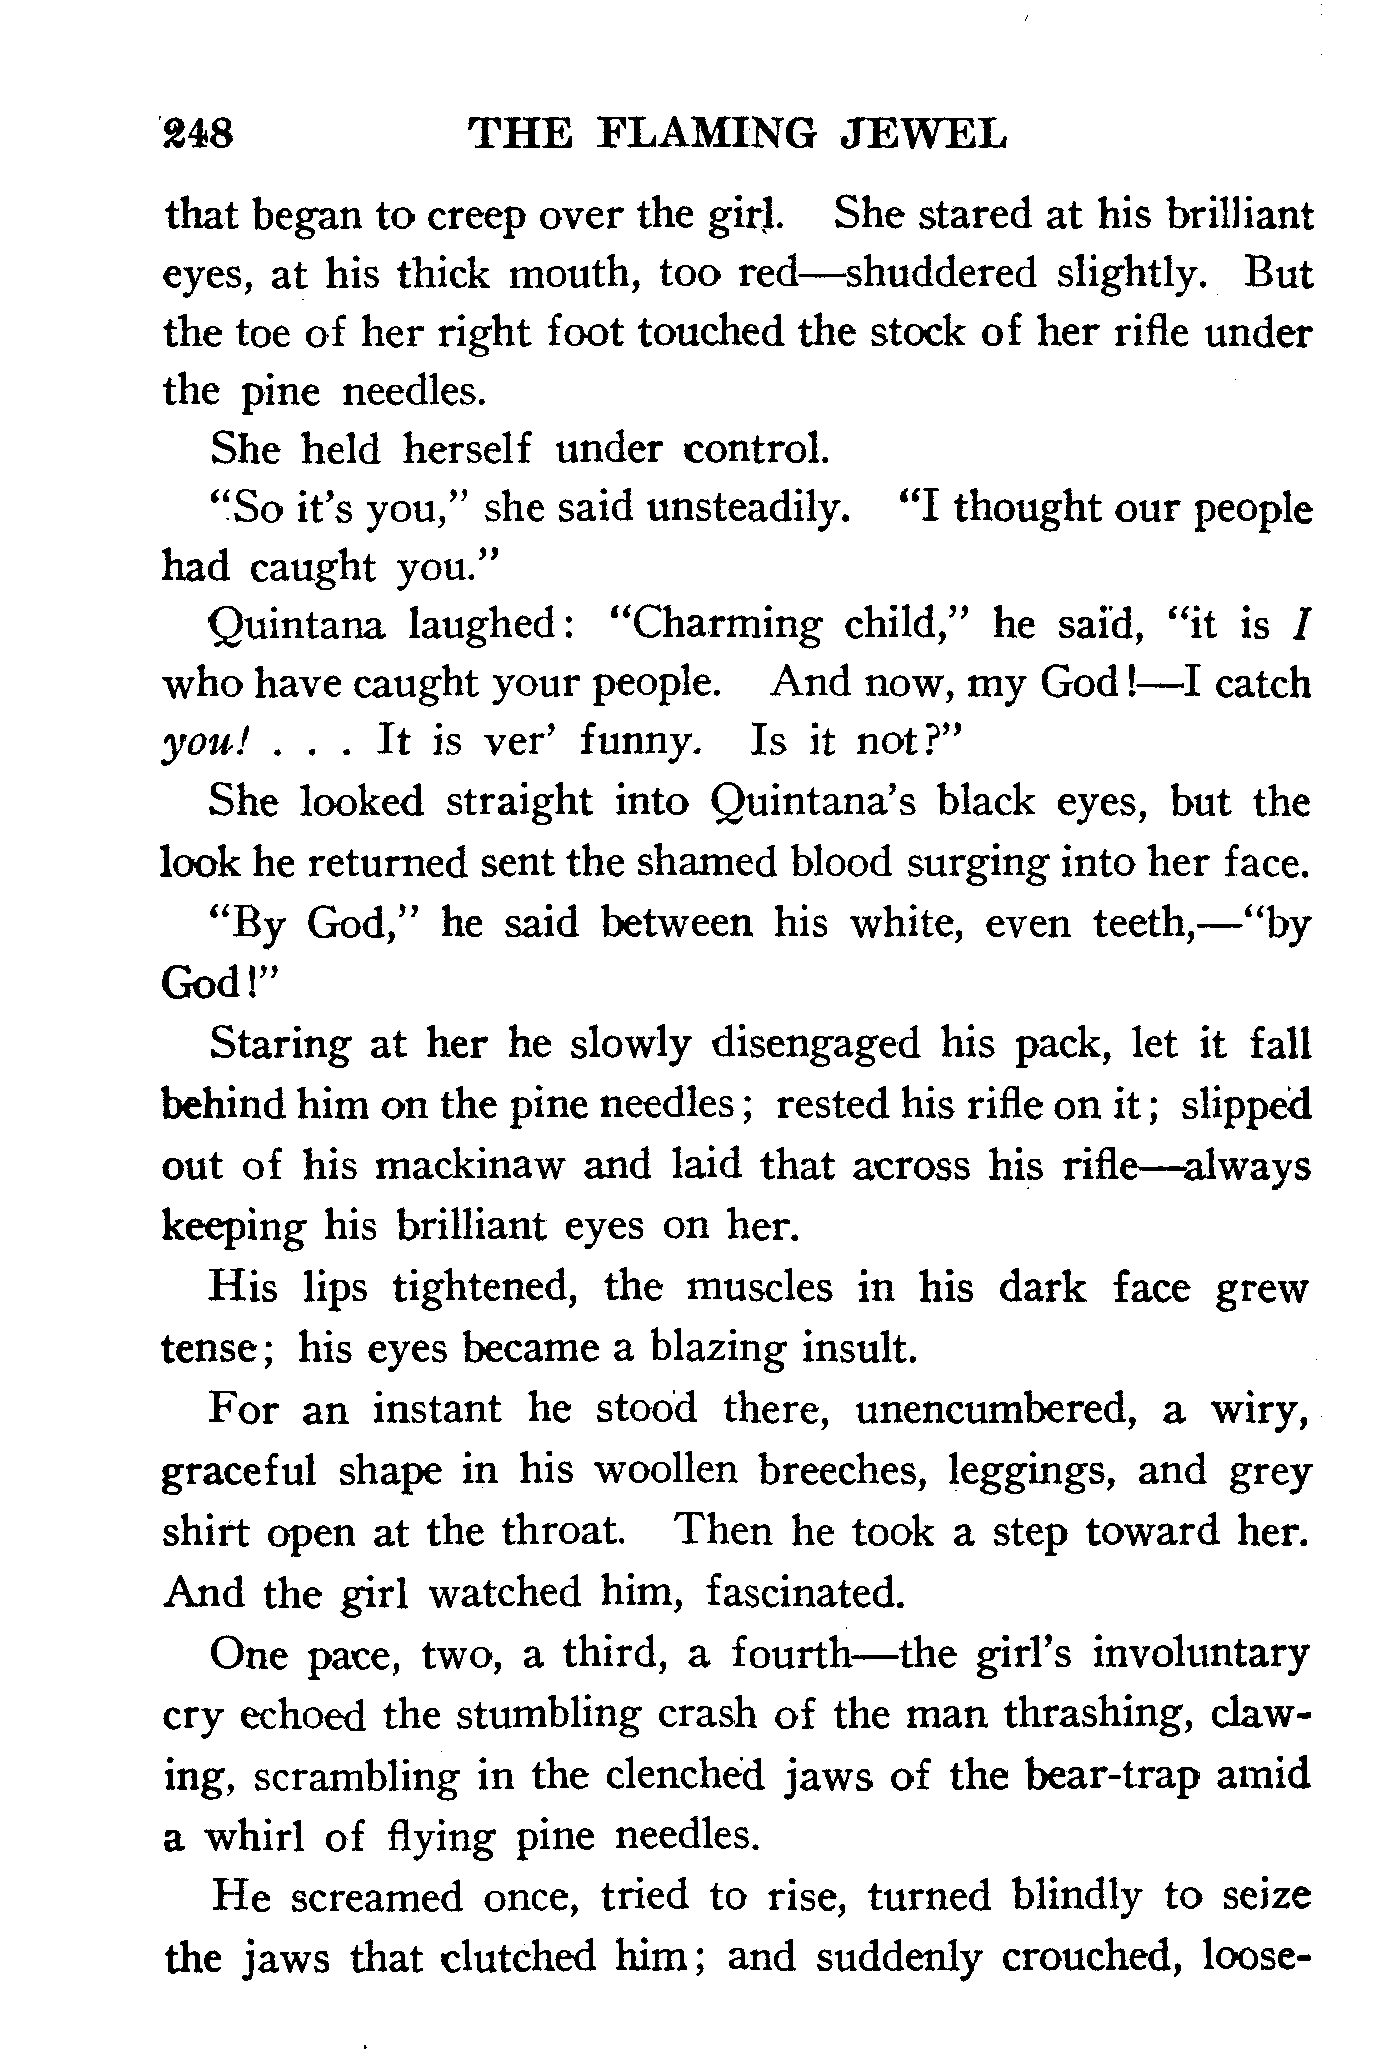 248 THE FLAMING JEWEL
that began to creep over the girl. She stared at his brilliant
eyes, at his thick mouth, too red—shuddered slightly. But
the toe of her right foot touched the stock of her rifle under
the pine needles.
She held herself under control.
“So it’s you,” she said unsteadily. “I thought our people
had caught you.”
Quintana laughed: “Charming child,” he said, “it is I
who have caught your people. And now, my God!—I catch
you! . . . It is ver’ funny. Is it not?”
She looked straight into Quintana’s black eyes, but the
look he returned sent the shamed blood surging into her face.
“By God,” he said between his white, even teeth,—“by
God!”
Staring at her he slowly disengaged his pack, let it fall
behind him on the pine needles; rested his rifle on it; slipped
out of his mackinaw and laid that across his rifle—always
keeping his brilliant eyes on her.
His lips tightened, the muscles in his dark face grew
tense; his eyes became a blazing insult.
For an instant he stood there, unencumbered, a wiry,
graceful shape in his woollen breeches, leggings, and grey
shirt open at the throat. Then he took a step toward her.
And the girl watched him, fascinated.
One pace, two, a third, a fourth—the girl’s involuntary
cry echoed the stumbling crash of the man thrashing, claw-
ing, scrambling in the clenched jaws of the bear-trap amid
a whirl of flying pine needles.
He screamed once, tried to rise, turned blindly to seize
the jaws that clutched him; and suddenly crouched, loose-